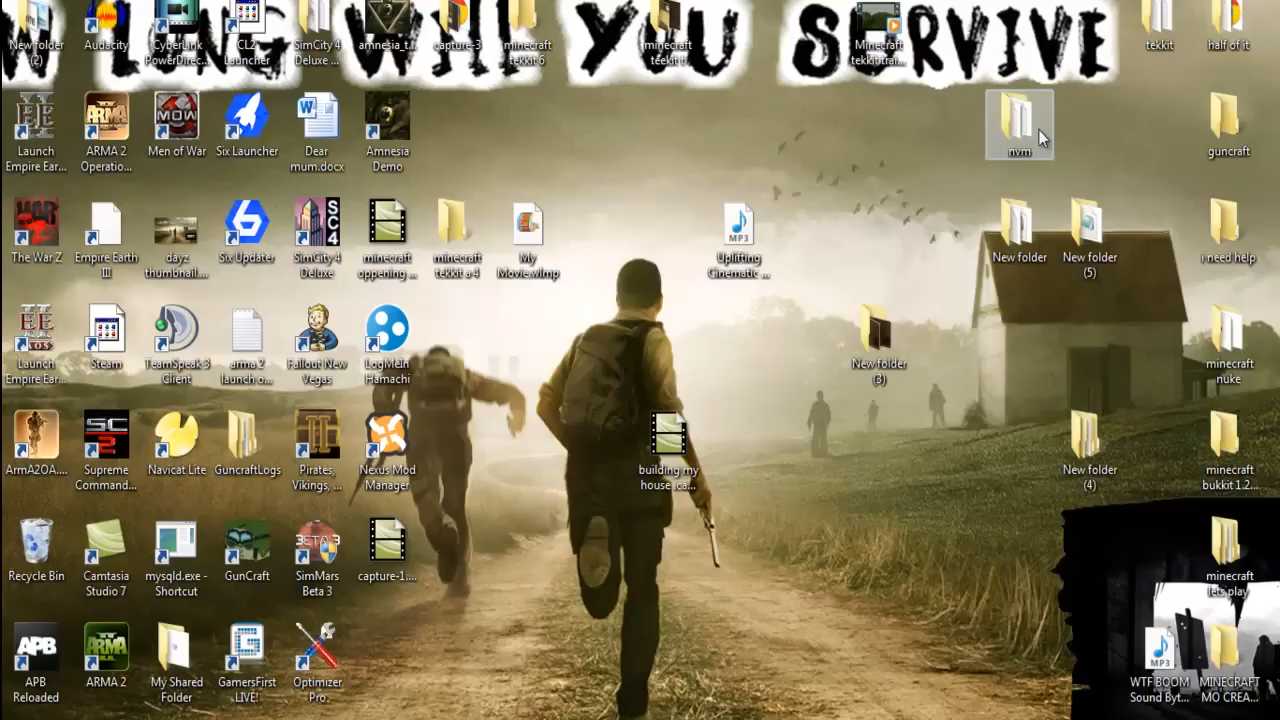 W LONG WILL YOU SURVIVE
New folder
(2)
Audacity
CyberLink
PowerDirec...
CL2
Launcher
SimCity 4
Deluxe ...
amnesia_t...
capture-3
minecraft
tekkit 6
minecraft
Minecraft
tekkit trai...
tekkit
half of it
Launch
Empire Ear...
ARMA 2
Operatio...
Men of War
Six Launcher
Dear
mum.docx
Amnesia
Demo
nvm
guncraft
The War Z
Empire Earth
III
dayz
thumbnail....
Six Updater
SC4
SimCity 4
Deluxe
minecraft
oppening ...
minecraft
tekkit a 4
My
Movie.wlmp
MP3
Uplifting
Cinematic ...
New folder
New folder
(5)
i need help
Launch
Empire Ear...
Steam
TeamSpeak 3
Client
arma 2
launch o...
Fallout New
Vegas
LogMeIn
Hamachi
New folder
(3)
minecraft
nuke
ArmA2OA....
Supreme
Command...
Navicat Lite
GuncraftLogs
Pirates,
Vikings, ...
Nexus Mod
Manager
building my
house (ca...
New folder
(4)
minecraft
bukkit 1.2...
Recycle Bin
Camtasia
Studio 7
mysqld.exe -
Shortcut
GunCraft
BETA 3
SimMars
Beta 3
capture-1....
minecraft
lets play
APB
APB
Reloaded
ARMA
ARMA 2
My Shared
Folder
GamersFirst
LIVE!
Optimizer
Pro
MP3
WTF BOOM
Sound Byt...
MINECRAFT
MO CREA...